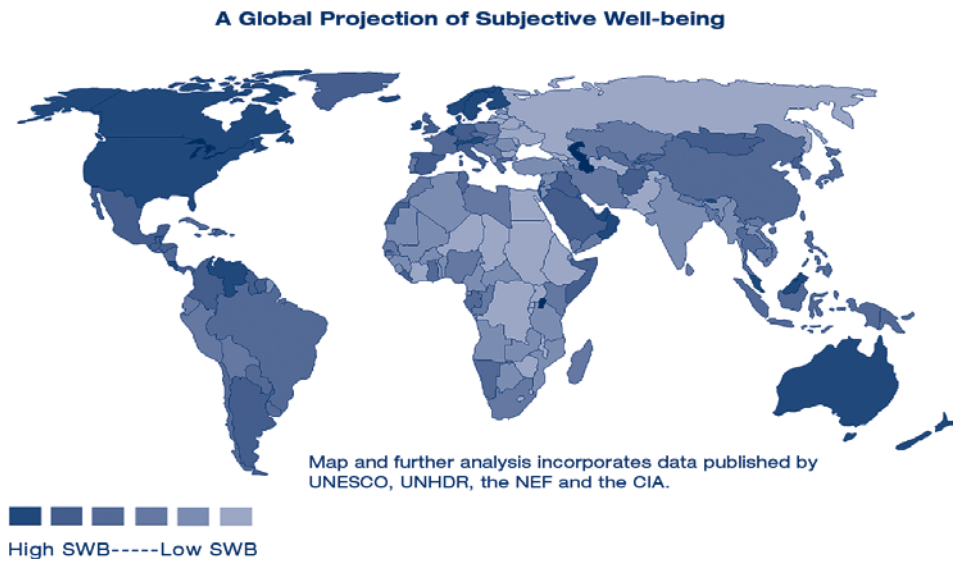 A Global Projection of Subjective Well-being
Map and further analysis incorporates data published by
UNESCO, UNHDR, the NEF and the CIA.
High SWB-----Low SWB